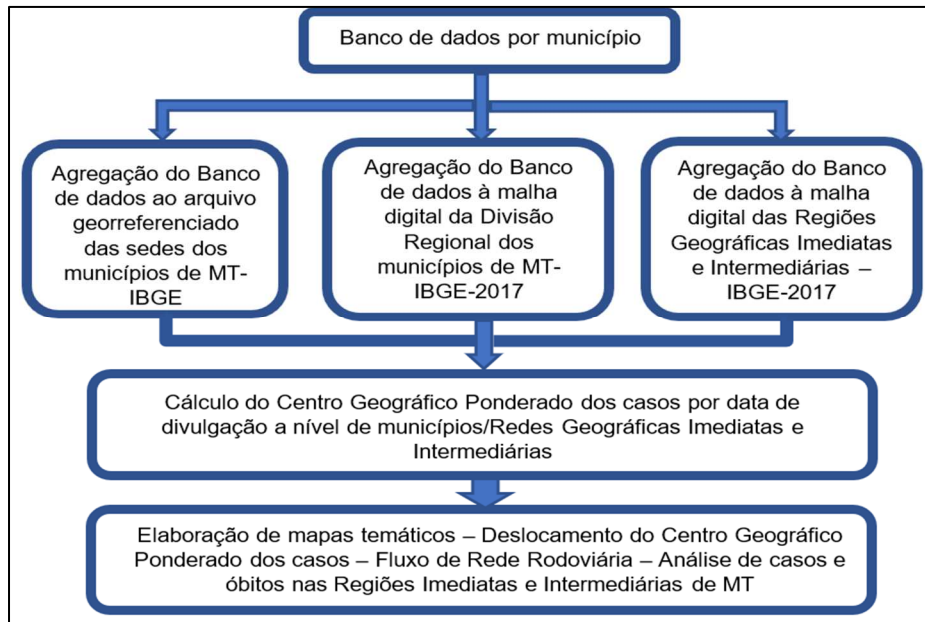 Banco de dados por município
Agregação do Banco
de dados ao arquivo
georreferenciado
das sedes dos
municípios de MT-
IBGE
Agregação do Banco
de dados à malha
digital da Divisão
Regional dos
municípios de MT-
IBGE-2017
Agregação do Banco
de dados à malha
digital das Regiões
Geográficas Imediatas
e Intermediárias –
IBGE-2017
Cálculo do Centro Geográfico Ponderado dos casos por data de
divulgação a nível de municípios/Redes Geográficas Imediatas e
Intermediárias
Elaboração de mapas temáticos – Deslocamento do Centro Geográfico
Ponderado dos casos – Fluxo de Rede Rodoviária – Análise de casos e
óbitos nas Regiões Imediatas e Intermediárias de MT